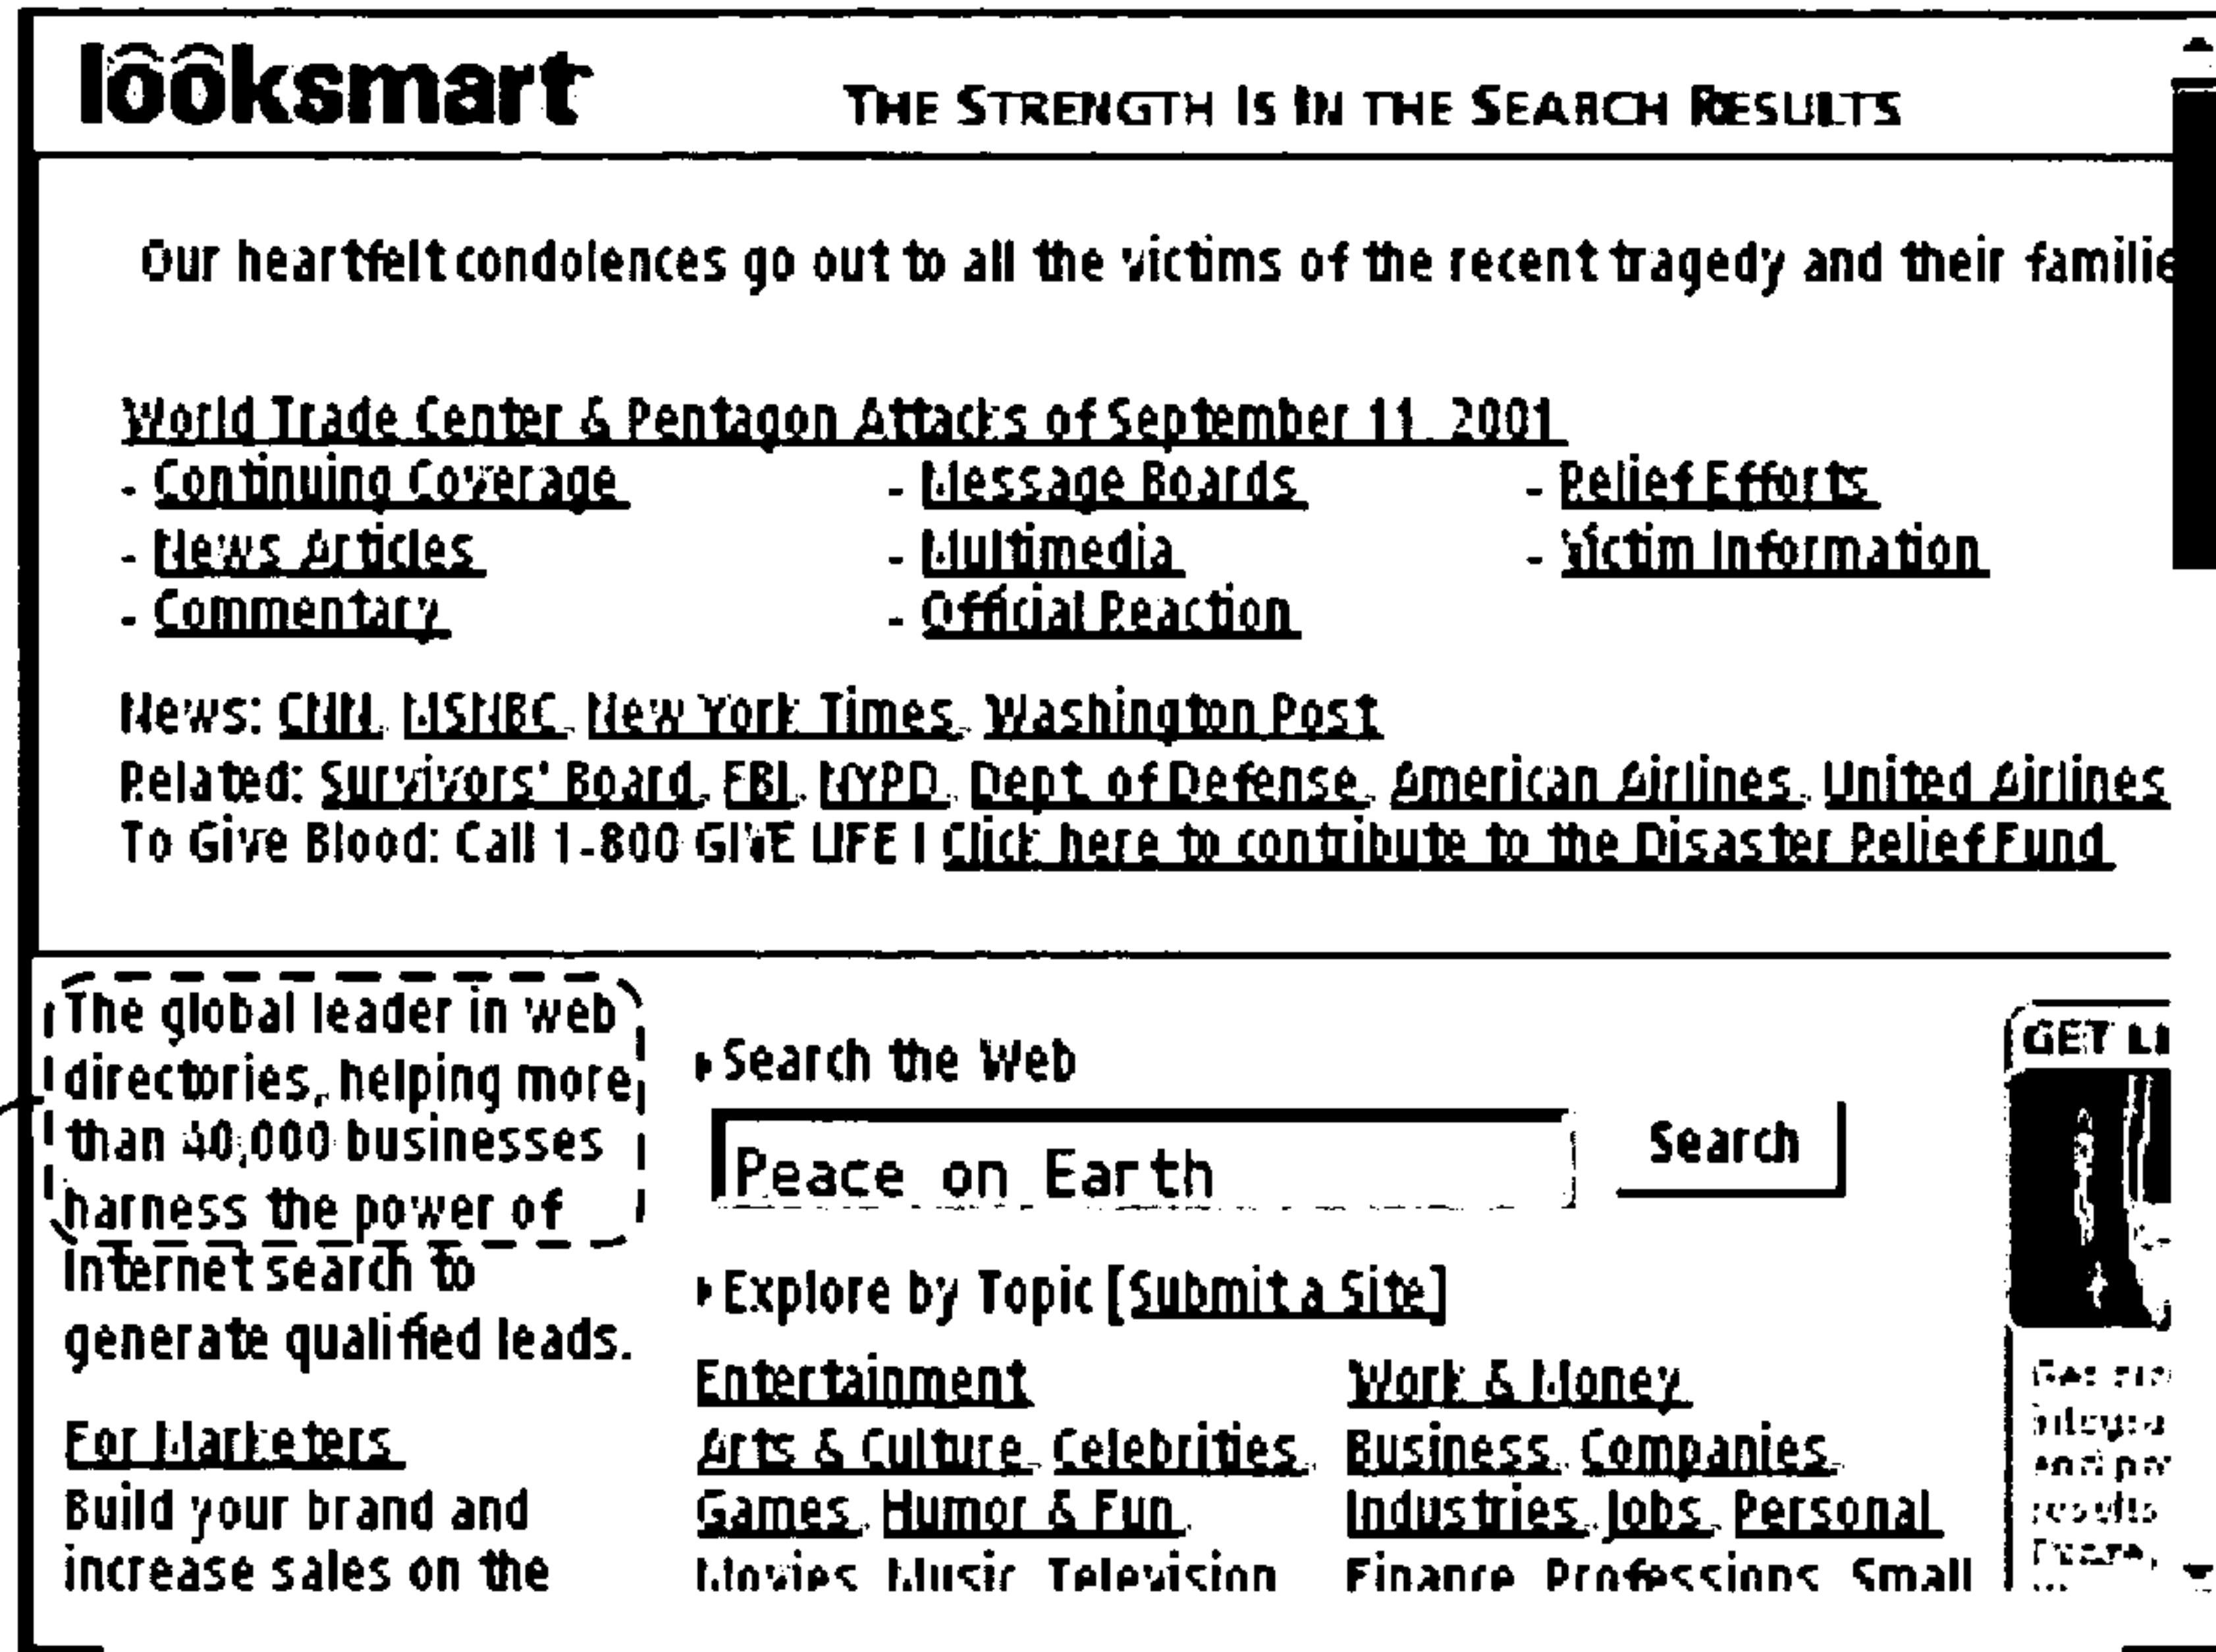 looksmart
THE STRENGTH IS IN THE SEARCH RESULTS
Our heartfelt condolences go out to all the victims of the recent tragedy and their familie
World Trade Center & Pentagon Attacks of September 11, 2001
- Continuing Coverage - Message Boards - Relief Efforts
- News Articles - Multimedia - Victim Information
- Commentary - Official Reaction
News: CNN, MSNBC, New York Times, Washington Post
Related: Survivors' Board, FBI, NYPD, Dept. of Defense, American Airlines, United Airlines
To Give Blood: Call 1-800 GIVE LIFE | Click here to contribute to the Disaster Relief Fund
The global leader in web
directories, helping more
than 40,000 businesses
harness the power of
Internet search to
generate qualified leads.
For Marketers
Build your brand and
increase sales on the
Search the Web
Peace on Earth Search
Explore by Topic [Submit a Site]
Entertainment
Arts & Culture, Celebrities,
Games, Humor & Fun,
Movies Music Television
Work & Money
Business, Companies,
Industries, Jobs, Personal
Finance Professions Small
GET LI
results